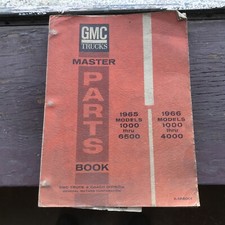 GMC
TRUCKS
MASTER
PARTS
BOOK
1965
MODELS
1000
thru
6500
1966
MODELS
1000
thru
4000